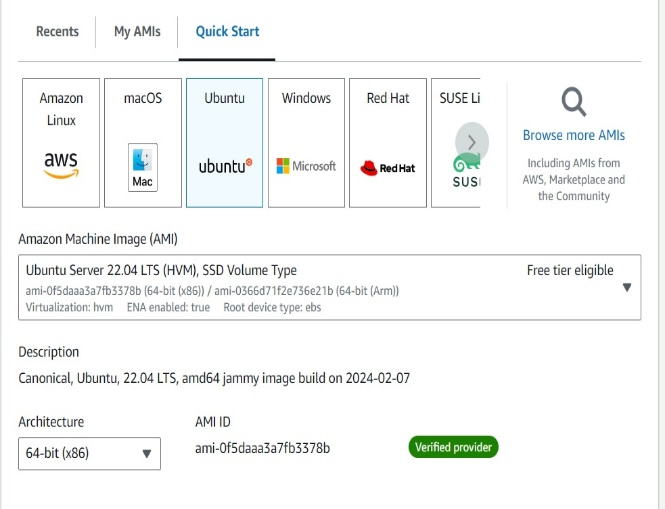 Recents
My AMIs
Quick Start
Amazon
Linux
aws
macOS
Mac
Ubuntu
ubuntu
Windows
Microsoft
Red Hat
Red Hat
SUSE Li
SUS
Browse more AMIs
Including AMIs from
AWS, Marketplace and
the Community
Amazon Machine Image (AMI)
Ubuntu Server 22.04 LTS (HVM), SSD Volume Type
Free tier eligible
ami-0f5daaa3a7fb3378b (64-bit (x86)) / ami-0366d71f2e736e21b (64-bit (Arm))
Virtualization: hvm ENA enabled: true Root device type: ebs
Description
Canonical, Ubuntu, 22.04 LTS, amd64 jammy image build on 2024-02-07
Architecture
64-bit (x86)
AMI ID
ami-0f5daaa3a7fb3378b
Verified provider